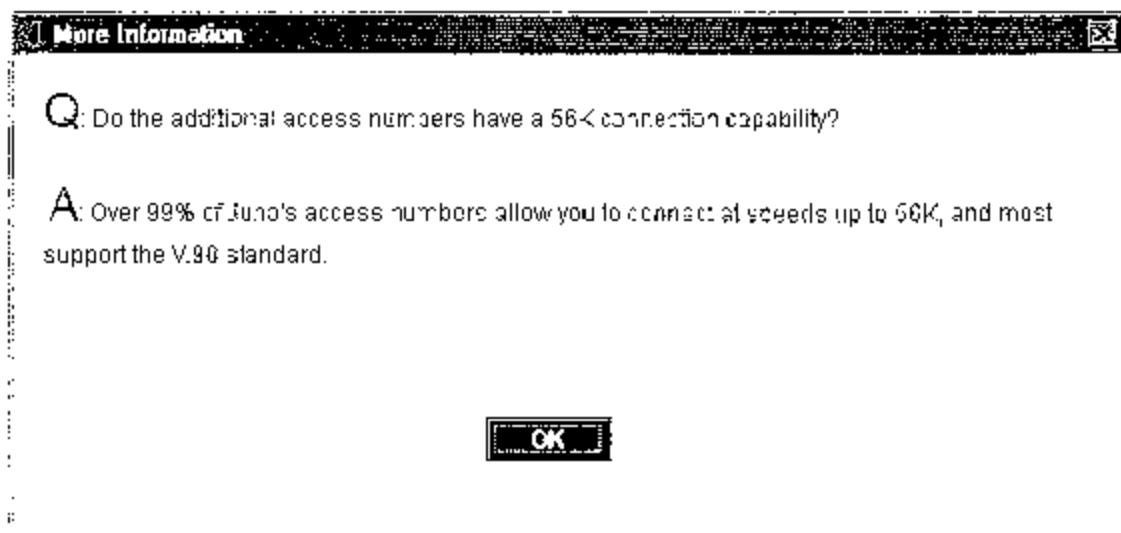 More Information
Q: Do the additional access numbers have a 56K connection capability?
A: Over 99% of Juno's access numbers allow you to connect at speeds up to 56K, and most
support the V.90 standard.
OK